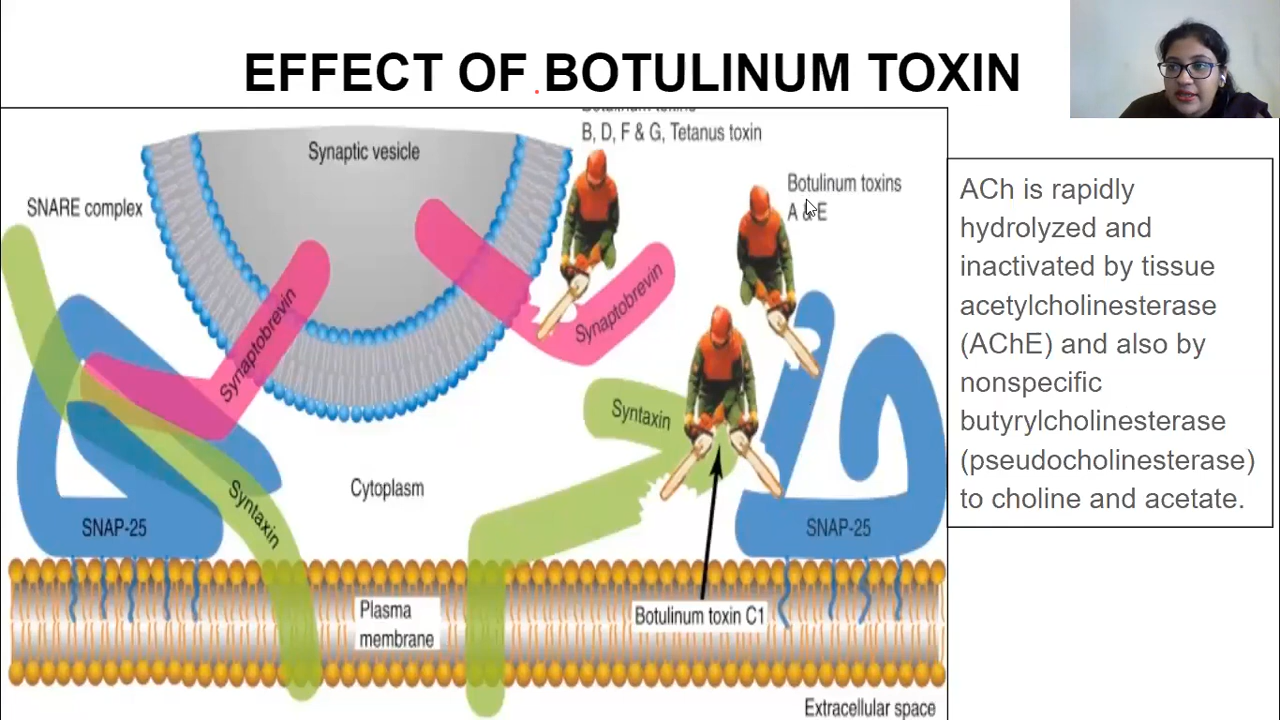 EFFECT OF BOTULINUM TOXIN
B, D, F & G, Tetanus toxin
Synaptic vesicle
Botulinum toxins
A & E
SNARE complex
Synaptobrevin
Synaptobrevin
Syntaxin
Cytoplasm
Syntaxin
SNAP-25
SNAP-25
Plasma
membrane
Botulinum toxin C1
Extracellular space
ACh is rapidly
hydrolyzed and
inactivated by tissue
acetylcholinesterase
(AChE) and also by
nonspecific
butyrylcholinesterase
(pseudocholinesterase)
to choline and acetate.